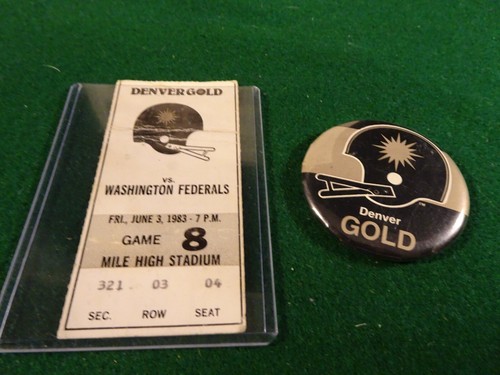 DENVER GOLD
VS.
WASHINGTON FEDERALS
FRI., JUNE 3, 1983 - 7 P.M.
GAME 8
MILE HIGH STADIUM
321 03 04
SEC. ROW SEAT
Denver
GOLD
TM